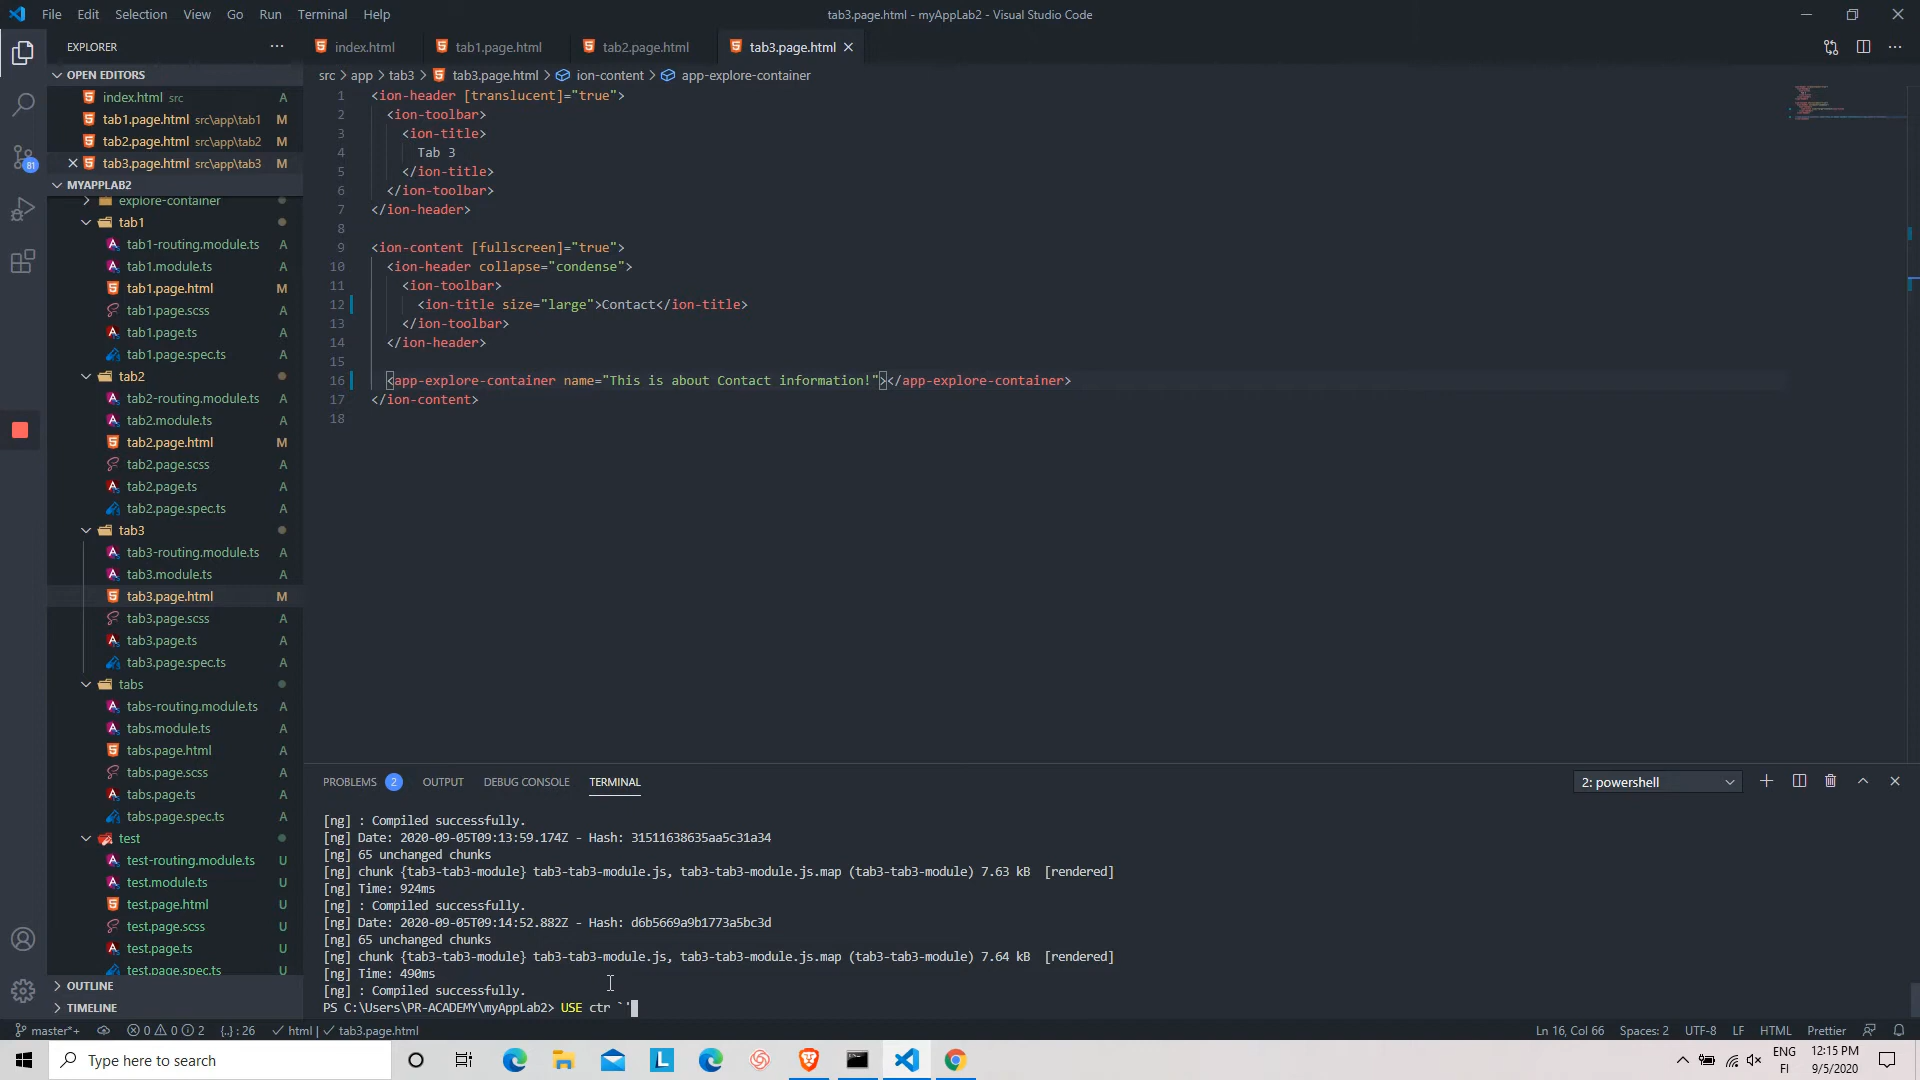 File Edit Selection View Go Run Terminal Help
tab3.page.html - myAppLab2 - Visual Studio Code
EXPLORER
index.html tab1.page.html tab2.page.html tab3.page.html
OPEN EDITORS
index.html src A
tab1.page.html src\app\tab1 M
tab2.page.html src\app\tab2 M
tab3.page.html src\app\tab3 M
MYAPPLAB2
explore-container
tab1
tab1-routing.module.ts A
tab1.module.ts A
tab1.page.html M
tab1.page.scss A
tab1.page.ts A
tab1.page.spec.ts A
tab2
tab2-routing.module.ts A
tab2.module.ts A
tab2.page.html M
tab2.page.scss A
tab2.page.ts A
tab2.page.spec.ts A
tab3
tab3-routing.module.ts A
tab3.module.ts A
tab3.page.html M
tab3.page.scss A
tab3.page.ts A
tab3.page.spec.ts A
tabs
tabs-routing.module.ts A
tabs.module.ts A
tabs.page.html A
tabs.page.scss A
tabs.page.ts A
tabs.page.spec.ts A
test
test-routing.module.ts U
test.module.ts U
test.page.html U
test.page.scss U
test.page.ts U
test.page.spec.ts U
OUTLINE
TIMELINE
81
src > app > tab3 > tab3.page.html > ion-content > app-explore-container
1 <ion-header [translucent]="true">
2 <ion-toolbar>
3 <ion-title>
4 Tab 3
5 </ion-title>
6 </ion-toolbar>
7 </ion-header>
8
9 <ion-content [fullscreen]="true">
10 <ion-header collapse="condense">
11 <ion-toolbar>
12 <ion-title size="large">Contact</ion-title>
13 </ion-toolbar>
14 </ion-header>
15
16 <app-explore-container name="This is about Contact information!"></app-explore-container>
17 </ion-content>
18
PROBLEMS 2 OUTPUT DEBUG CONSOLE TERMINAL
2: powershell
[ng] : Compiled successfully.
[ng] Date: 2020-09-05T09:13:59.174Z - Hash: 31511638635aa5c31a34
[ng] 65 unchanged chunks
[ng] chunk {tab3-tab3-module} tab3-tab3-module.js, tab3-tab3-module.js.map (tab3-tab3-module) 7.63 kB [rendered]
[ng] Time: 924ms
[ng] : Compiled successfully.
[ng] Date: 2020-09-05T09:14:52.882Z - Hash: d6b5669a9b1773a5bc3d
[ng] 65 unchanged chunks
[ng] chunk {tab3-tab3-module} tab3-tab3-module.js, tab3-tab3-module.js.map (tab3-tab3-module) 7.64 kB [rendered]
[ng] Time: 490ms
[ng] : Compiled successfully.
PS C:\Users\PR-ACADEMY\myAppLab2> USE ctr `'
master*+ 0 0 2 {..} : 26 html | tab3.page.html
Ln 16, Col 66 Spaces: 2 UTF-8 LF HTML Prettier
Type here to search
ENG
FI
12:15 PM
9/5/2020